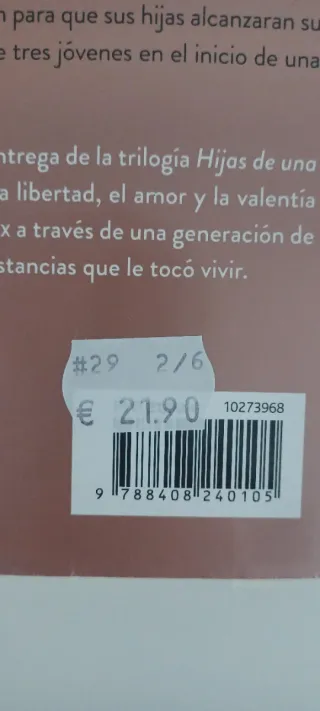 para que sus hijas alcanzaran su
tres jóvenes en el inicio de una
ntrega de la trilogía Hijas de una
a libertad, el amor y la valentía
x a través de una generación de
stancias que le tocó vivir.
#29 2/6
€ 21.90
10273968
9 788408 240105